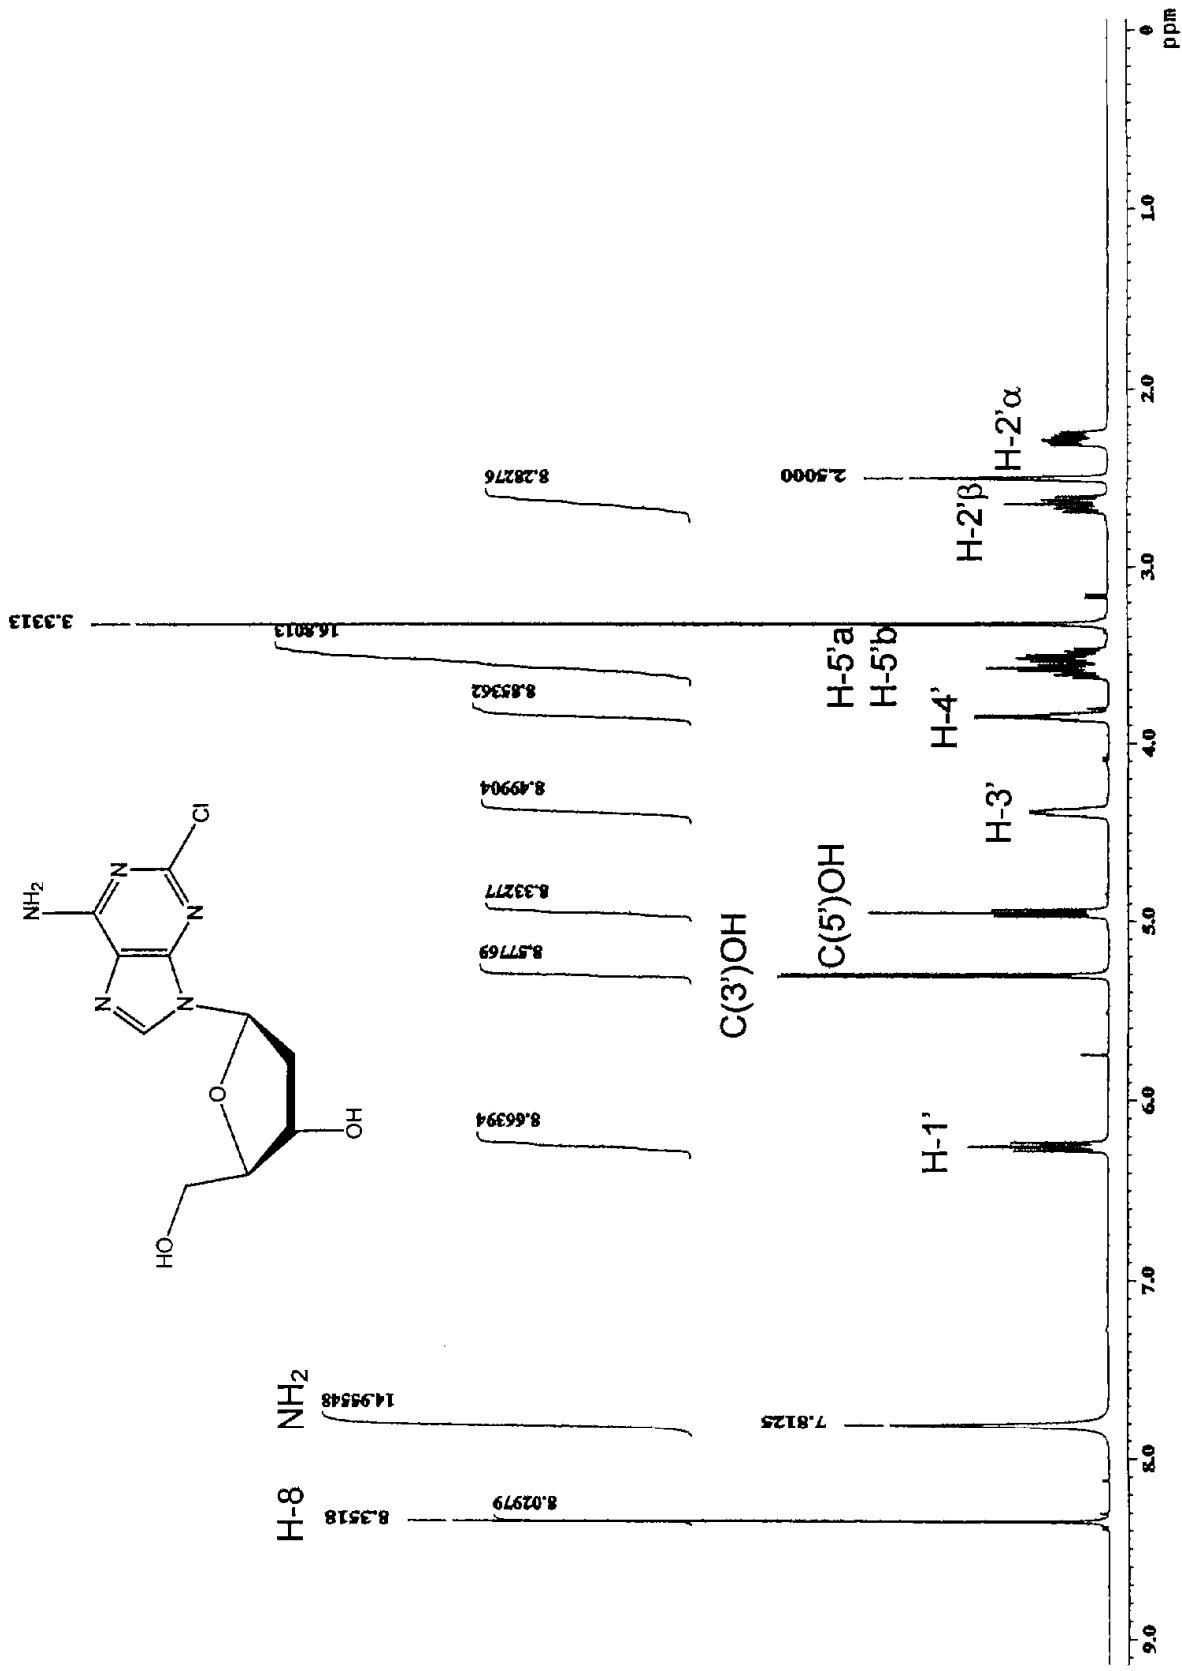 NH2
N
N
N
N
Cl
O
HO
OH
H-8
NH2
8.3518
8.02979
14.95548
7.8125
8.66394
H-1'
8.57769
C(3')OH
8.33277
C(5')OH
8.49904
H-3'
8.85362
H-4'
16.8013
H-5'a
H-5'b
3.3313
8.28276
H-2'β
2.5000
H-2'α
9.0
8.0
7.0
6.0
5.0
4.0
3.0
2.0
1.0
0
ppm